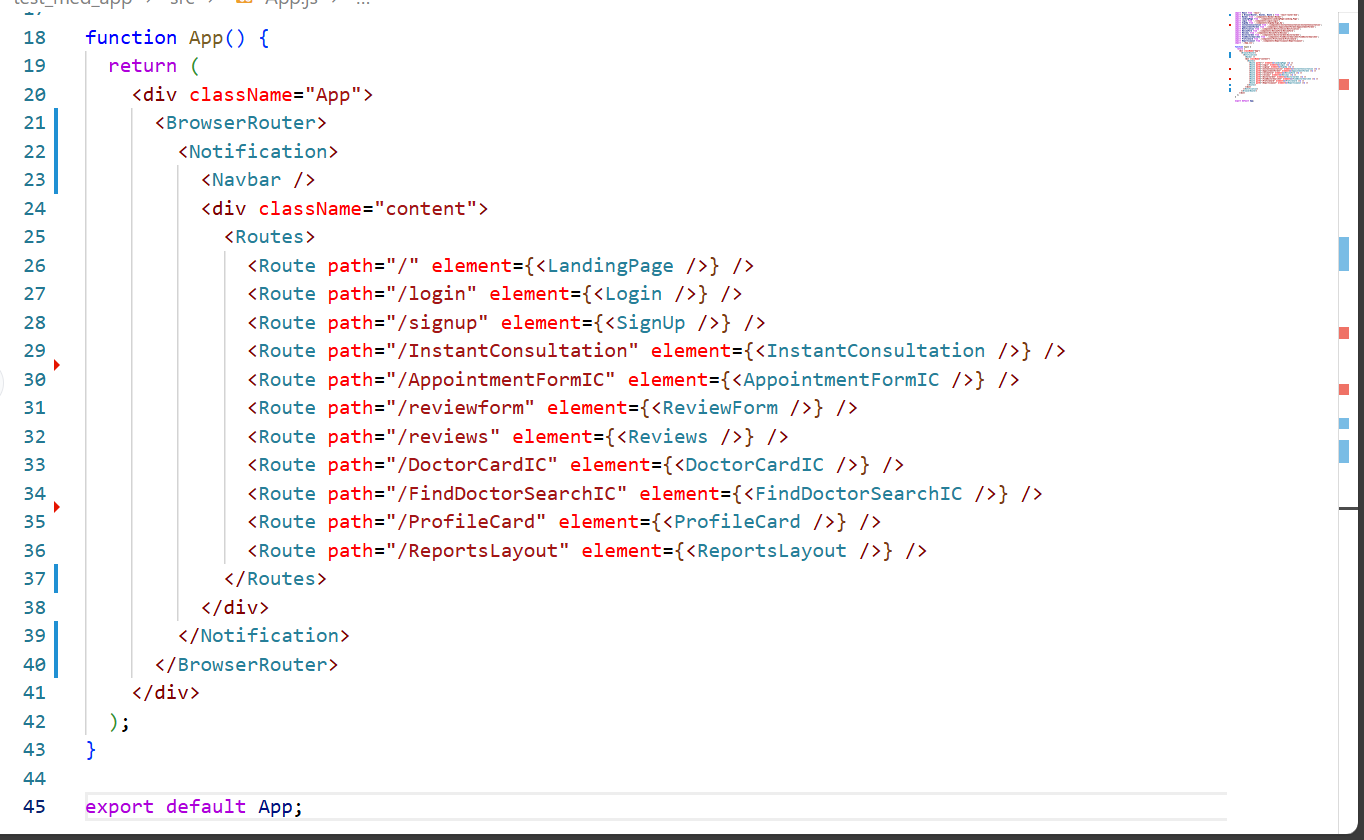 test_med_app > src > App.js > ...
17
18 function App() {
19 return (
20 <div className="App">
21 <BrowserRouter>
22 <Notification>
23 <Navbar />
24 <div className="content">
25 <Routes>
26 <Route path="/" element={<LandingPage />} />
27 <Route path="/login" element={<Login />} />
28 <Route path="/signup" element={<SignUp />} />
29 <Route path="/InstantConsultation" element={<InstantConsultation />} />
30 <Route path="/AppointmentFormIC" element={<AppointmentFormIC />} />
31 <Route path="/reviewform" element={<ReviewForm />} />
32 <Route path="/reviews" element={<Reviews />} />
33 <Route path="/DoctorCardIC" element={<DoctorCardIC />} />
34 <Route path="/FindDoctorSearchIC" element={<FindDoctorSearchIC />} />
35 <Route path="/ProfileCard" element={<ProfileCard />} />
36 <Route path="/ReportsLayout" element={<ReportsLayout />} />
37 </Routes>
38 </div>
39 </Notification>
40 </BrowserRouter>
41 </div>
42 );
43 }
44
45 export default App;